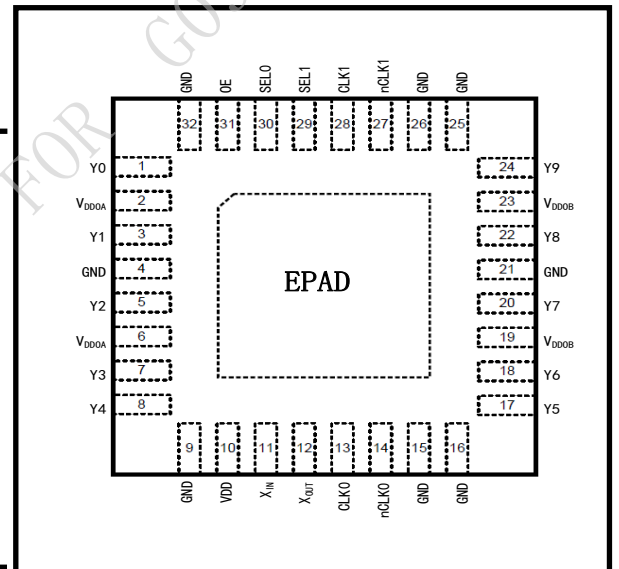 FOR GO
GND OE SEL0 SEL1 CLK1 nCLK1 GND GND
32 31 30 29 28 27 26 25
Y0 1 24 Y9
VDDOA 2 23 VDDOB
Y1 3 22 Y8
GND 4 21 GND
EPAD
Y2 5 20 Y7
VDDOA 6 19 VDDOB
Y3 7 18 Y6
Y4 8 17 Y5
9 10 11 12 13 14 15 16
GND VDD XIN XOUT CLK0 nCLK0 GND GND